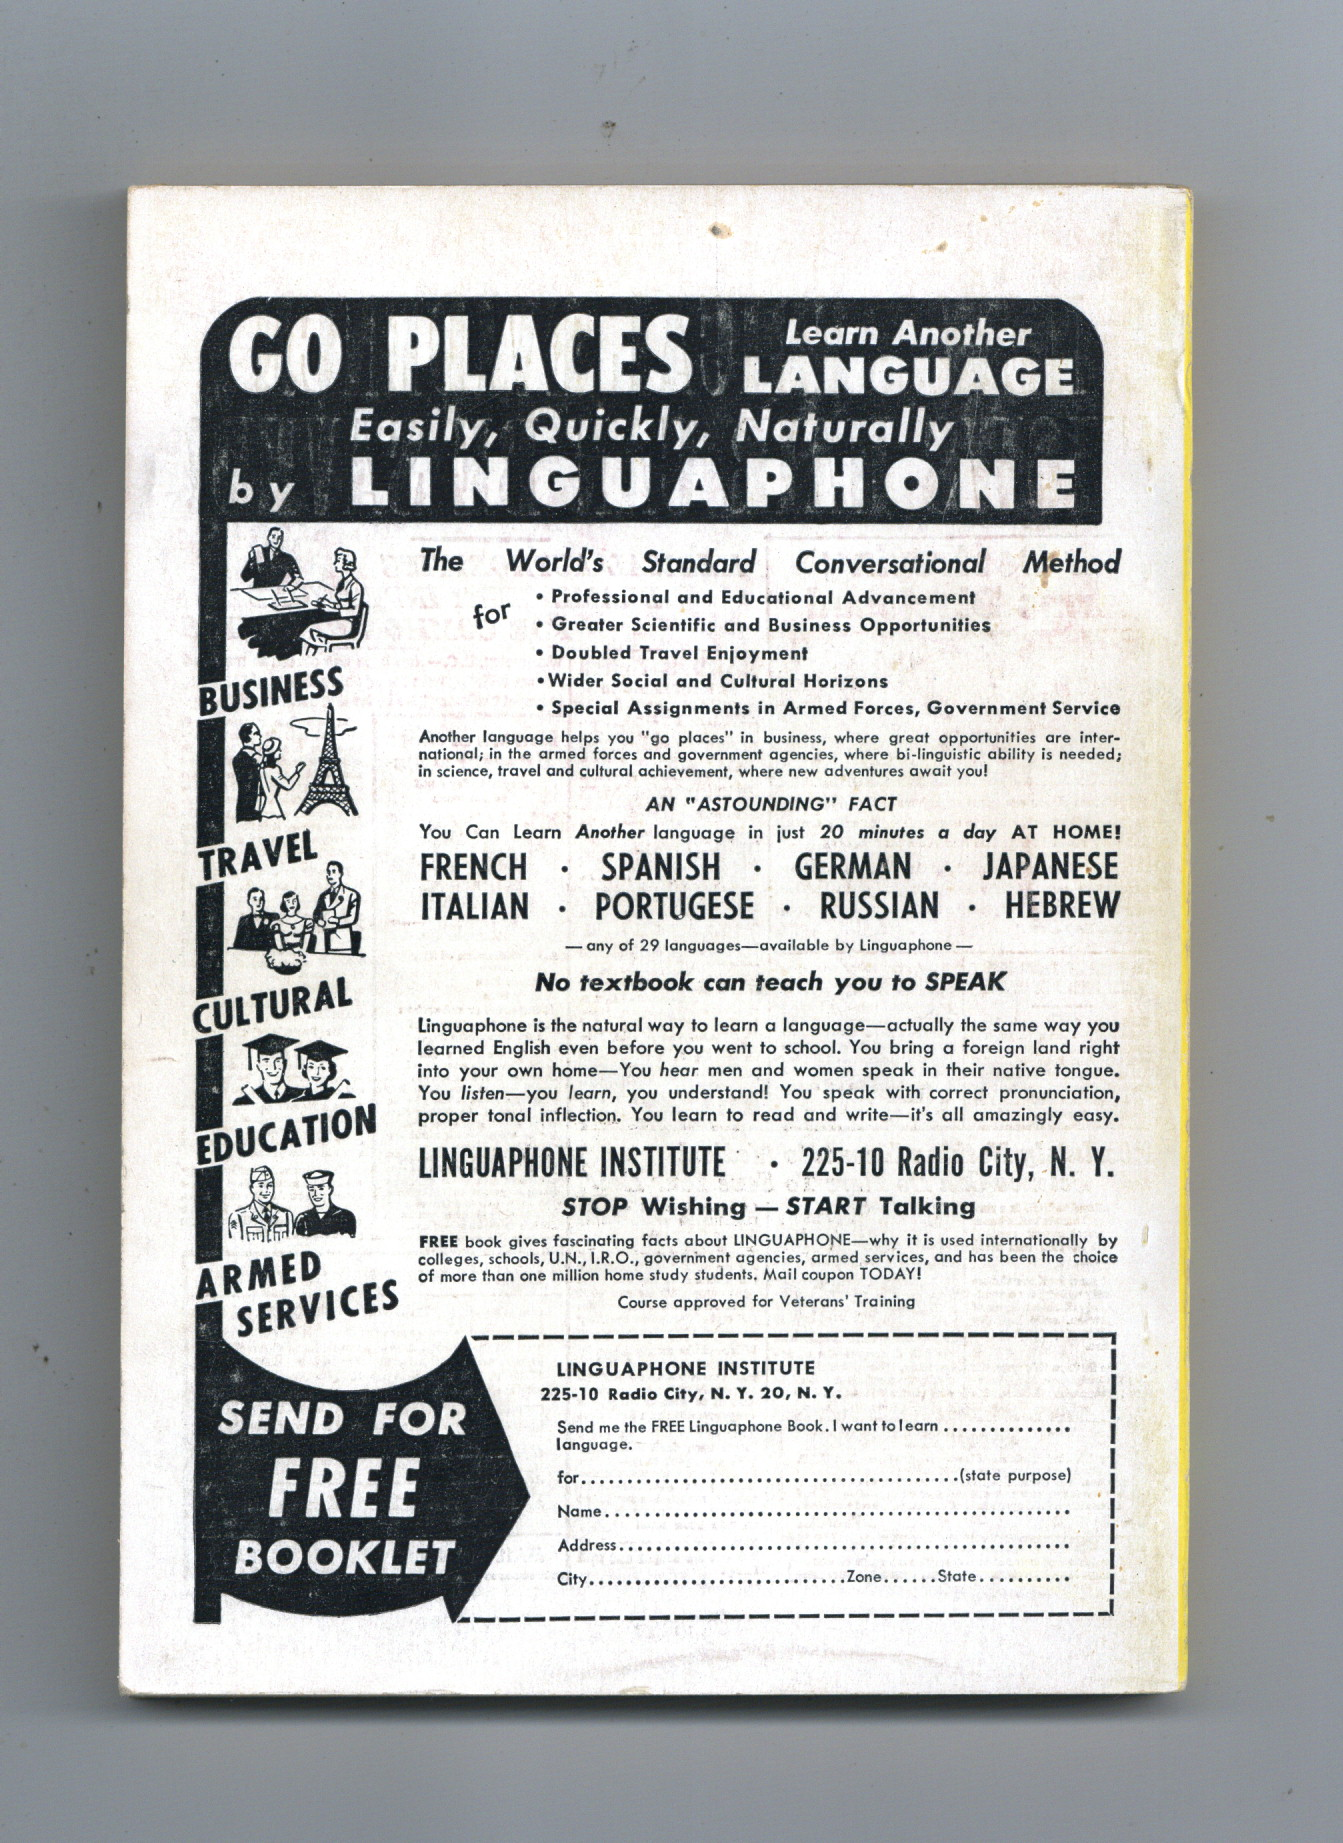 GO PLACES Learn Another
LANGUAGE
Easily, Quickly, Naturally
by LINGUAPHONE
BUSINESS
TRAVEL
CULTURAL
EDUCATION
ARMED
SERVICES
The World's Standard Conversational Method
for
• Professional and Educational Advancement
• Greater Scientific and Business Opportunities
• Doubled Travel Enjoyment
•Wider Social and Cultural Horizons
• Special Assignments in Armed Forces, Government Service
Another language helps you "go places" in business, where great opportunities are inter-
national; in the armed forces and government agencies, where bi-linguistic ability is needed;
in science, travel and cultural achievement, where new adventures await you!
AN "ASTOUNDING" FACT
You Can Learn Another language in just 20 minutes a day AT HOME!
FRENCH · SPANISH · GERMAN · JAPANESE
ITALIAN · PORTUGESE · RUSSIAN · HEBREW
— any of 29 languages—available by Linguaphone —
No textbook can teach you to SPEAK
Linguaphone is the natural way to learn a language—actually the same way you
learned English even before you went to school. You bring a foreign land right
into your own home—You hear men and women speak in their native tongue.
You listen—you learn, you understand! You speak with correct pronunciation,
proper tonal inflection. You learn to read and write—it's all amazingly easy.
LINGUAPHONE INSTITUTE · 225-10 Radio City, N. Y.
STOP Wishing — START Talking
FREE book gives fascinating facts about LINGUAPHONE—why it is used internationally by
colleges, schools, U.N., I.R.O., government agencies, armed services, and has been the choice
of more than one million home study students. Mail coupon TODAY!
Course approved for Veterans' Training
SEND FOR
FREE
BOOKLET
LINGUAPHONE INSTITUTE
225-10 Radio City, N. Y. 20, N. Y.
Send me the FREE Linguaphone Book. I want to learn ..............
language.
for.........................................(state purpose)
Name...................................................
Address.................................................
City............................Zone......State..........